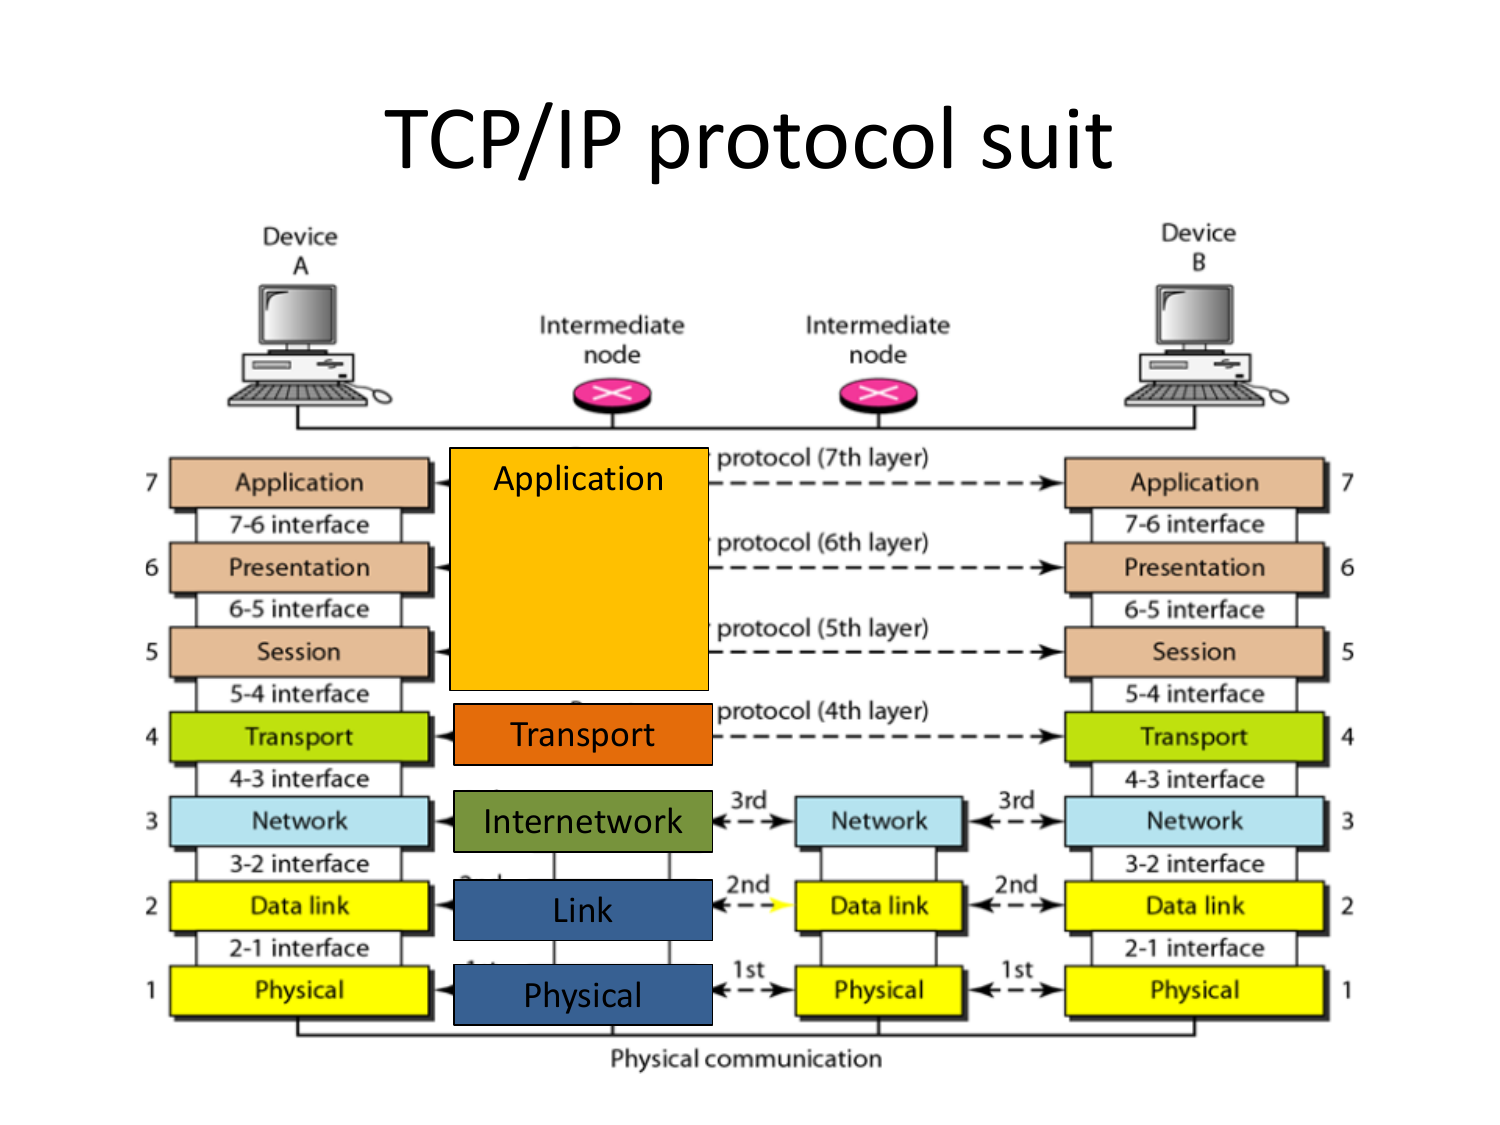 TCP/IP protocol suit
Device
A
Device
B
Intermediate
node
Intermediate
node
7
Application
Application
protocol (7th layer)
Application
7
7-6 interface
7-6 interface
6
Presentation
protocol (6th layer)
Presentation
6
6-5 interface
6-5 interface
5
Session
protocol (5th layer)
Session
5
5-4 interface
5-4 interface
4
Transport
Transport
protocol (4th layer)
Transport
4
4-3 interface
4-3 interface
3
Network
Internetwork
3rd
Network
3rd
Network
3
3-2 interface
3-2 interface
2
Data link
Link
2nd
Data link
2nd
Data link
2
2-1 interface
2-1 interface
1
Physical
Physical
1st
Physical
1st
Physical
1
Physical communication